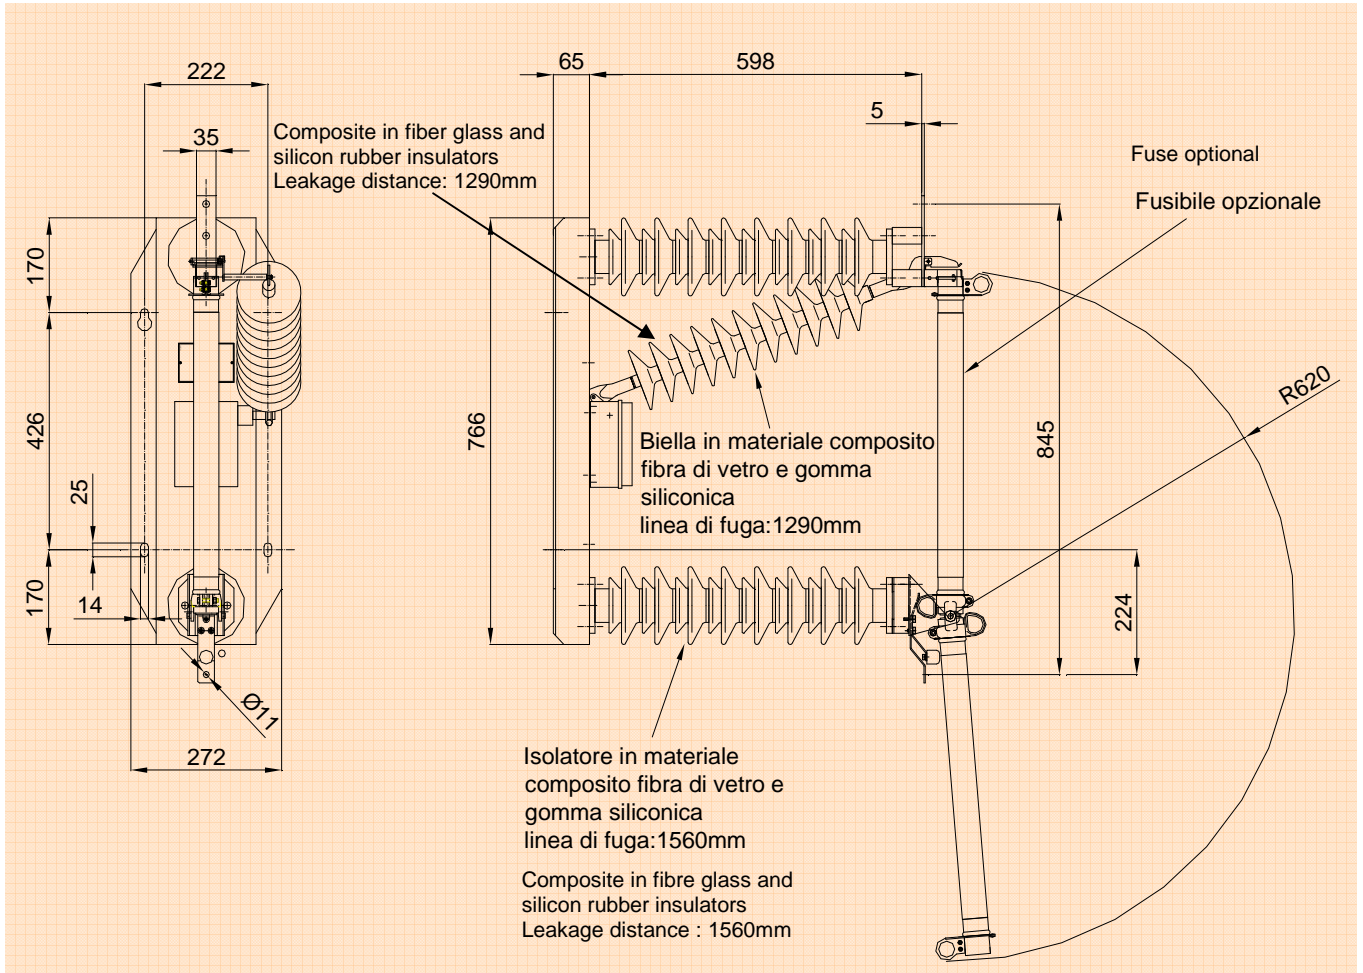 65
598
222
5
35
Composite in fiber glass and
silicon rubber insulators
Leakage distance: 1290mm
Fuse optional
Fusibile opzionale
170
426
25
170
14
Ø11
272
766
845
R620
224
Biella in materiale composito
fibra di vetro e gomma
siliconica
linea di fuga:1290mm
Isolatore in materiale
composito fibra di vetro e
gomma siliconica
linea di fuga:1560mm
Composite in fibre glass and
silicon rubber insulators
Leakage distance : 1560mm